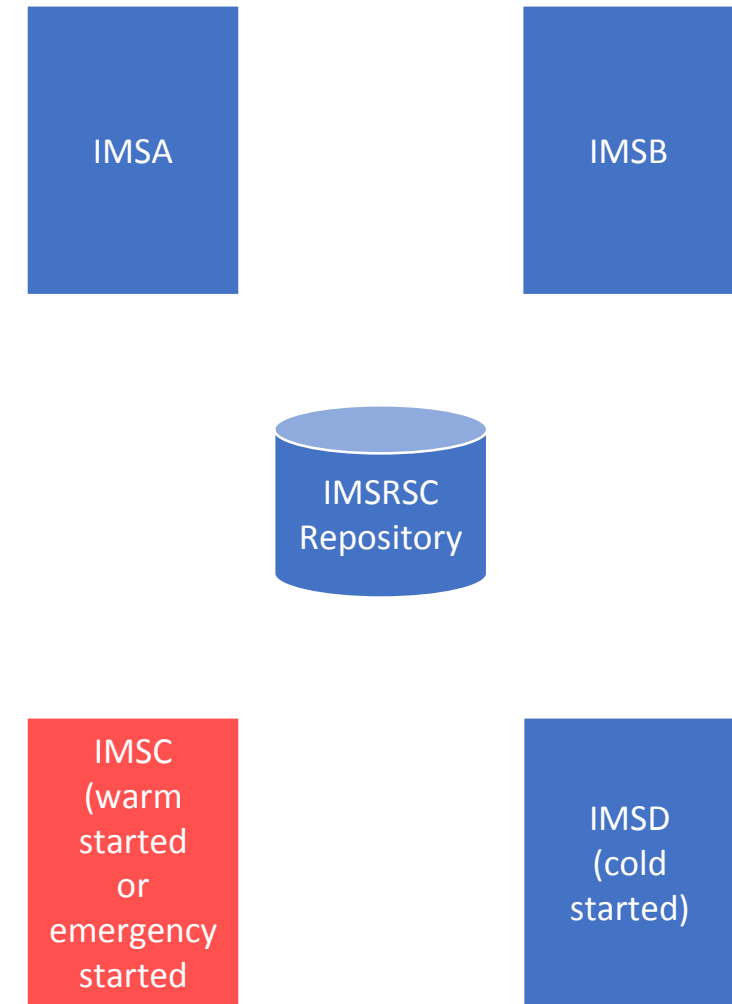 IMSA
IMSB
IMSRSC
Repository
IMSC
(warm
started
or
emergency
started
IMSD
(cold
started)